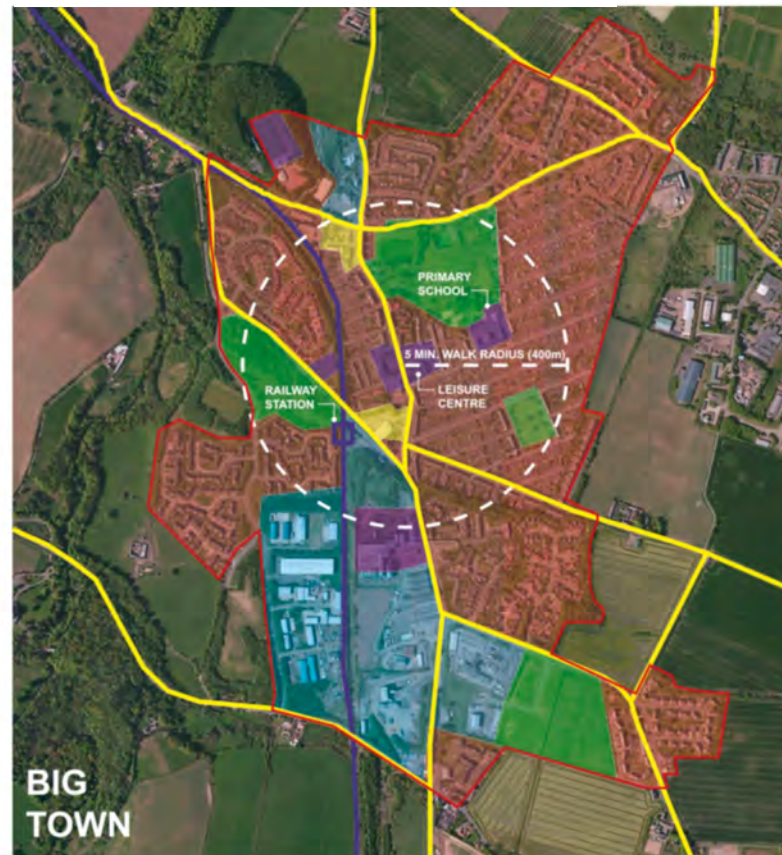 PRIMARY
SCHOOL
5 MIN. WALK RADIUS (400m)
RAILWAY
STATION
LEISURE
CENTRE
BIG
TOWN